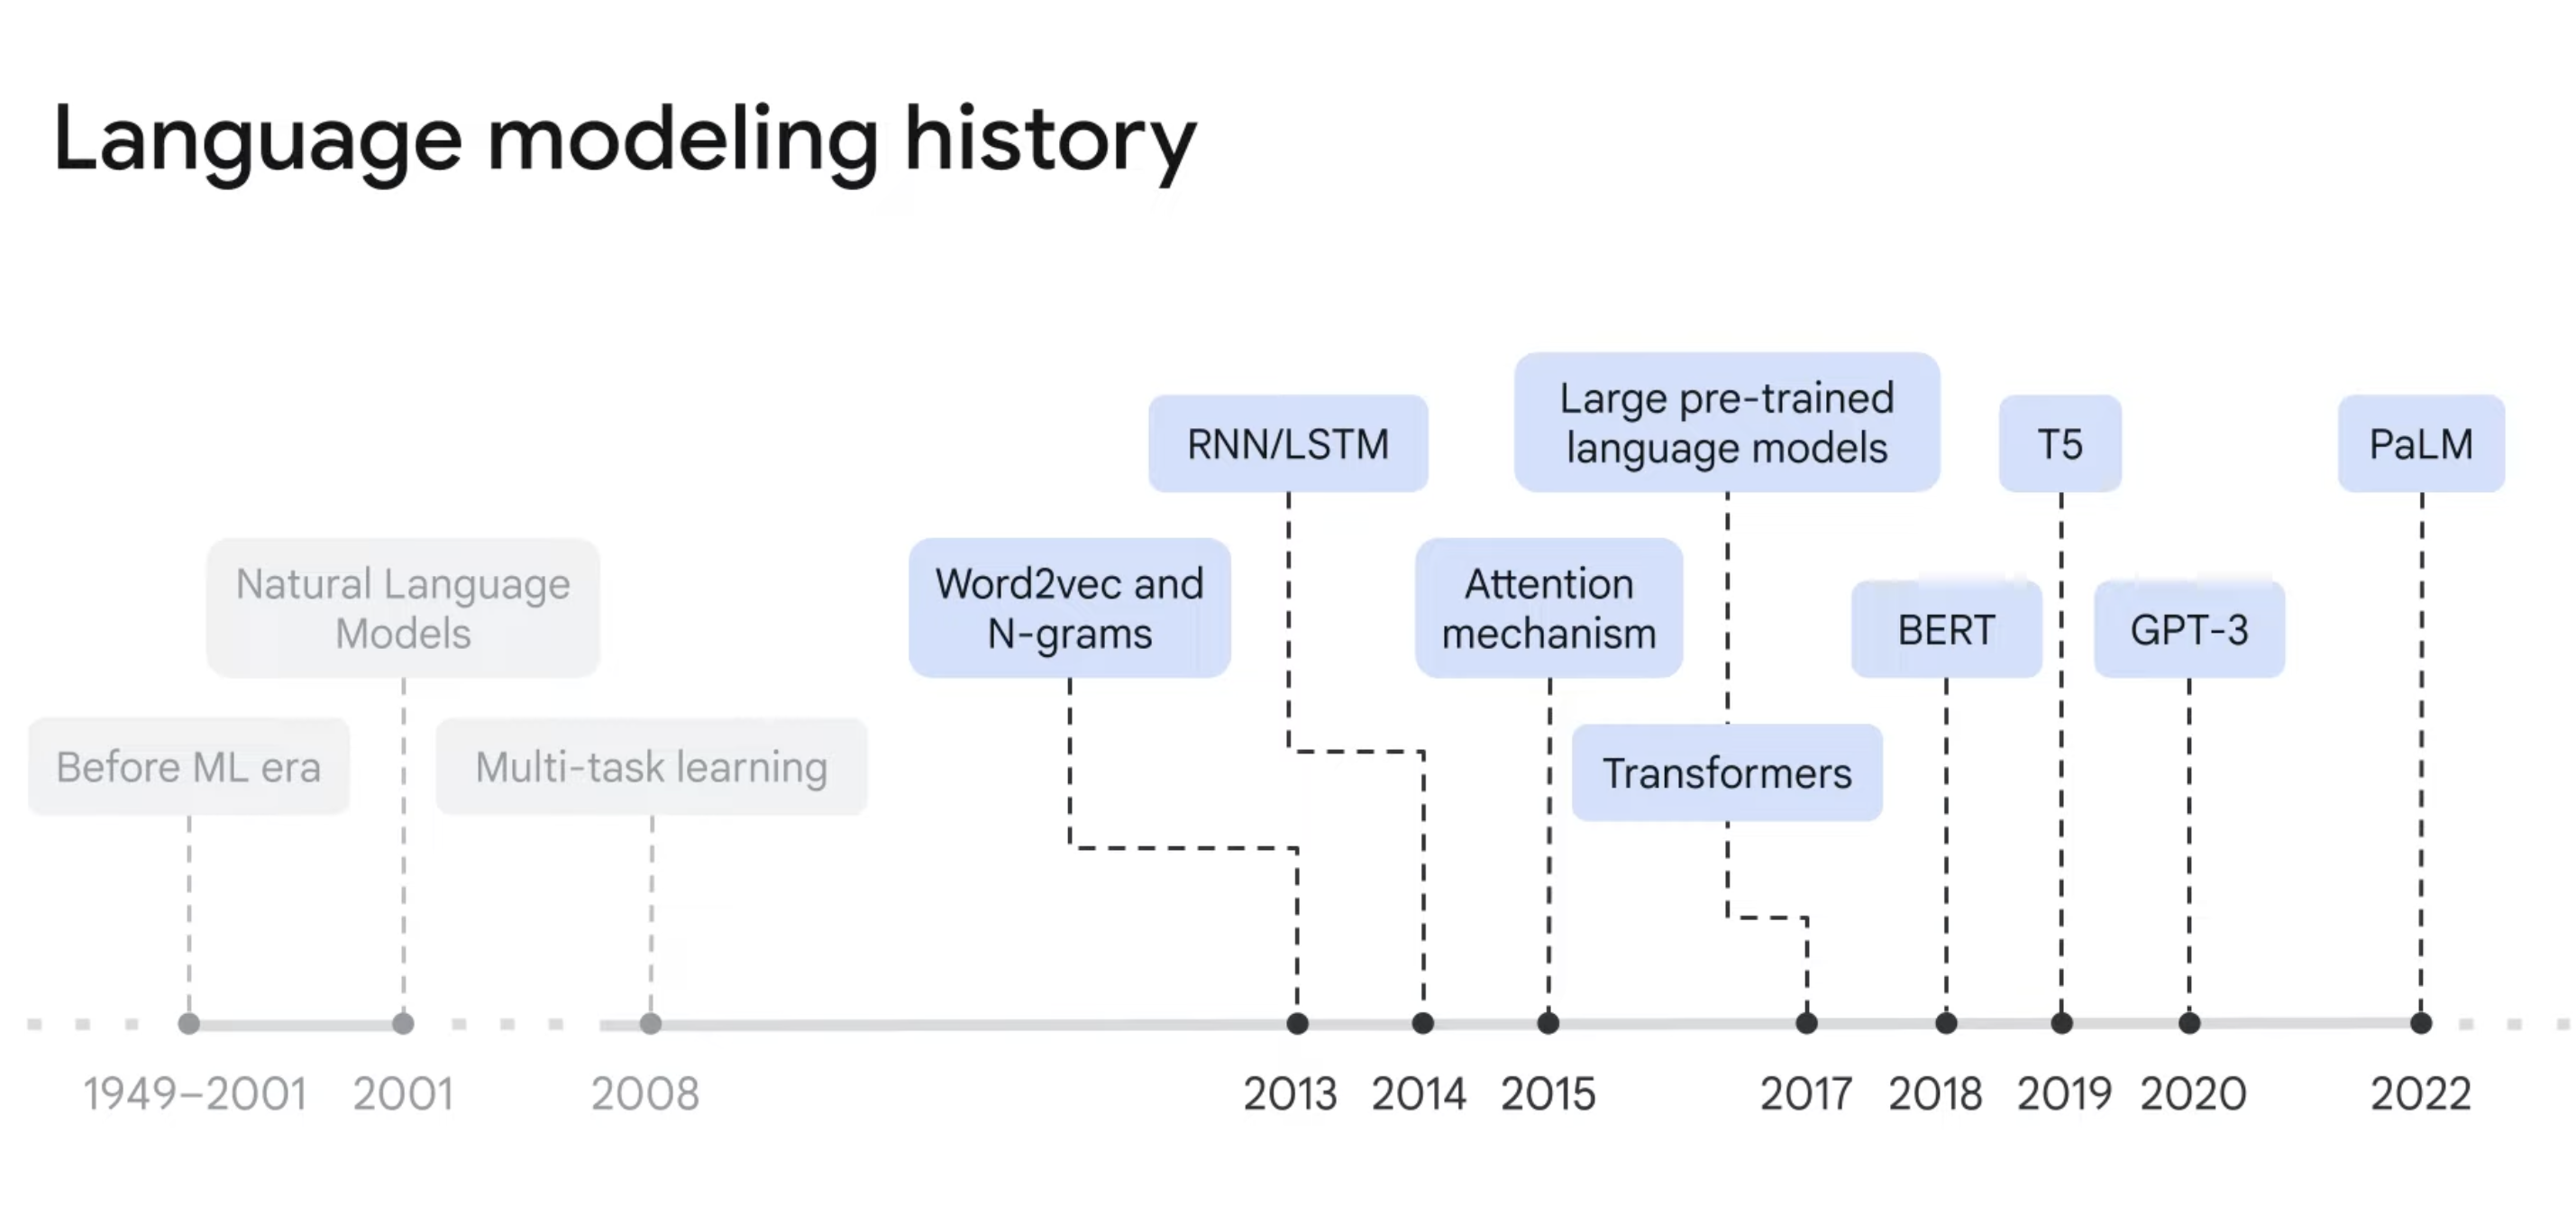 Language modeling history
Before ML era
Natural Language
Models
Multi-task learning
Word2vec and
N-grams
RNN/LSTM
Attention
mechanism
Large pre-trained
language models
Transformers
BERT
T5
GPT-3
PaLM
1949–2001
2001
2008
2013
2014
2015
2017
2018
2019
2020
2022